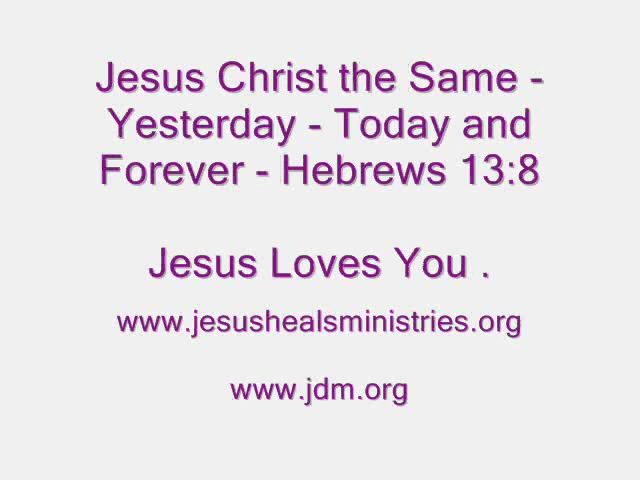 Jesus Christ the Same -
Yesterday - Today and
Forever - Hebrews 13:8
Jesus Loves You .
www.jesushealsministries.org
www.jdm.org